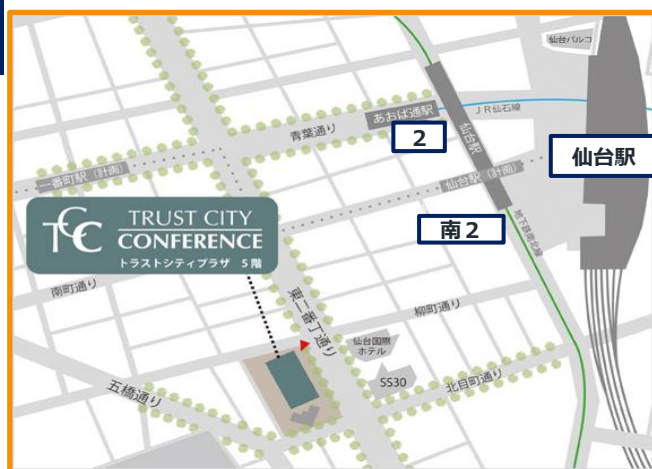 仙台パルコ
JR仙石線
あおば通駅
青葉通り
2
仙台駅
仙台駅
一番町駅(計画)
仙台駅(計画)
TCC
TRUST CITY
CONFERENCE
トラストシティプラザ 5階
南2
地下鉄南北線
南町通り
東二番丁通り
柳町通り
仙台国際
ホテル
SS30
北目町通り
五橋通り